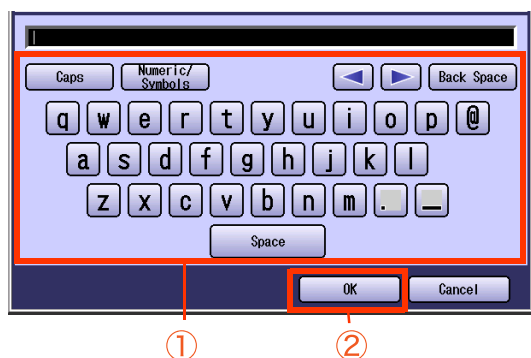 Caps Numeric/ Back Space
Symbols
q w e r t y u i o p @
a s d f g h j k l
z x c v b n m . _
Space
OK Cancel
① ②